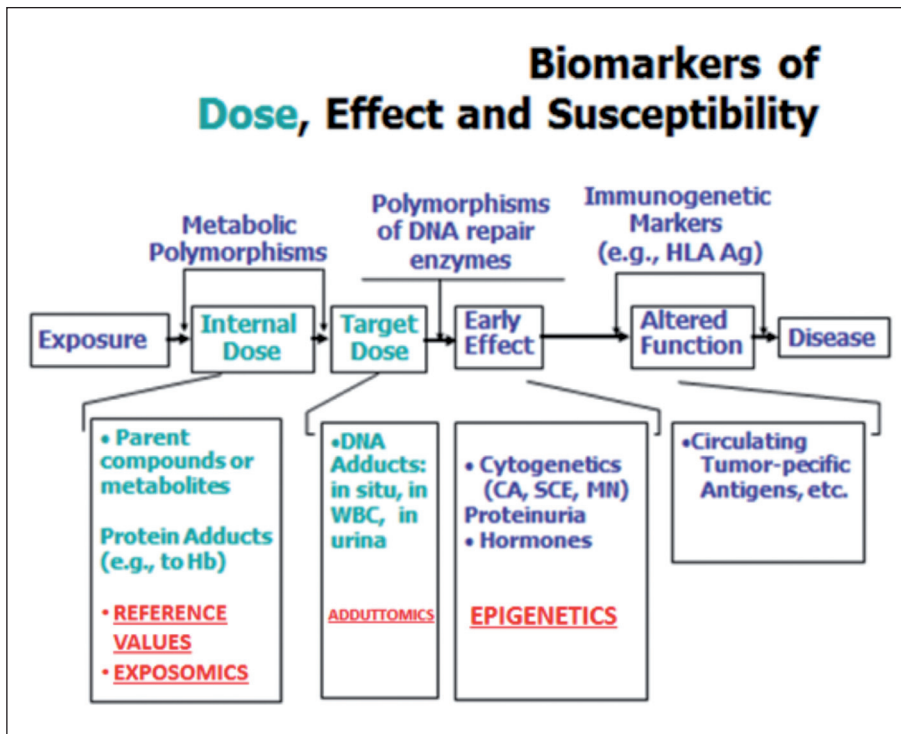 Biomarkers of
Dose, Effect and Susceptibility
Metabolic
Polymorphisms
Polymorphisms
of DNA repair
enzymes
Immunogenetic
Markers
(e.g., HLA Ag)
Exposure
Internal
Dose
Target
Dose
Early
Effect
Altered
Function
Disease
• Parent
compounds or
metabolites
Protein Adducts
(e.g., to Hb)
• REFERENCE
VALUES
• EXPOSOMICS
•DNA
Adducts:
in situ, in
WBC, in
urina
ADDUTTOMICS
• Cytogenetics
(CA, SCE, MN)
Proteinuria
• Hormones
EPIGENETICS
•Circulating
Tumor-pecific
Antigens, etc.